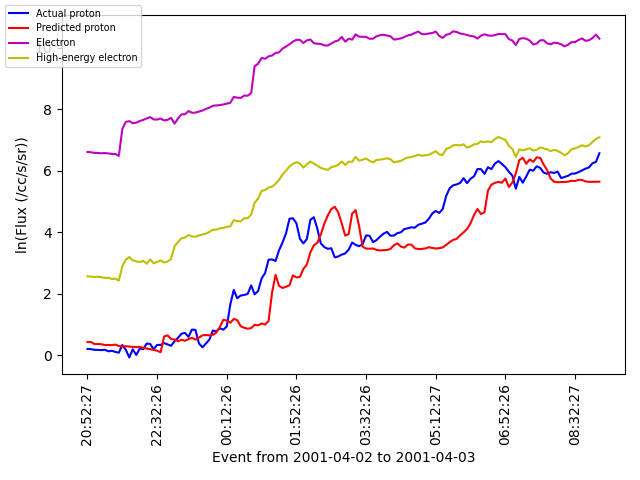 Actual proton
Predicted proton
Electron
High-energy electron
10
8
6
4
2
0
ln(Flux (/cc/s/sr))
20:52:27
22:32:26
00:12:26
01:52:26
03:32:26
05:12:27
06:52:26
08:32:27
Event from 2001-04-02 to 2001-04-03